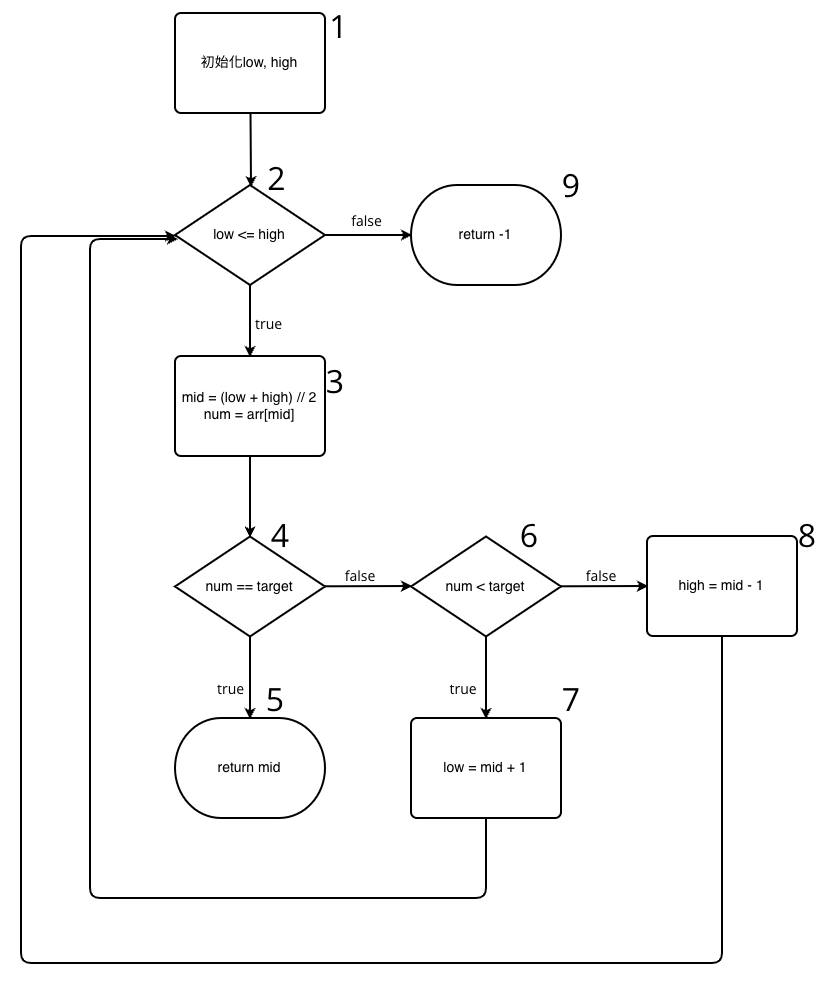 1
初始化low, high
2
low <= high
false
9
return -1
true
3
mid = (low + high) // 2
num = arr[mid]
4
num == target
false
6
num < target
false
8
high = mid - 1
true
5
return mid
true
7
low = mid + 1